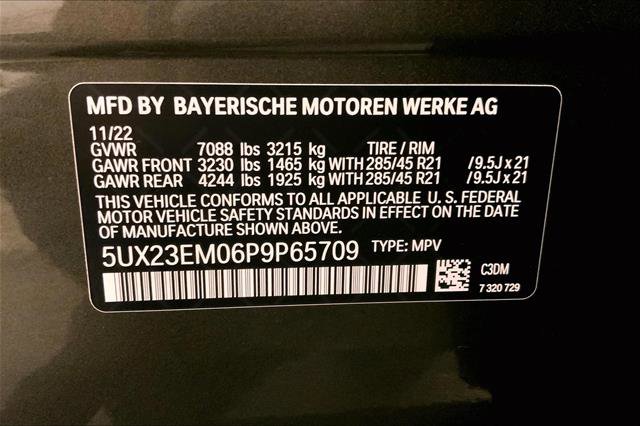 MFD BY BAYERISCHE MOTOREN WERKE AG
11/22
GVWR 7088 lbs 3215 kg TIRE / RIM
GAWR FRONT 3230 lbs 1465 kg WITH 285/45 R21 /9.5J x 21
GAWR REAR 4244 lbs 1925 kg WITH 285/45 R21 /9.5J x 21
THIS VEHICLE CONFORMS TO ALL APPLICABLE U. S. FEDERAL
MOTOR VEHICLE SAFETY STANDARDS IN EFFECT ON THE DATE
OF MANUFACTURE SHOWN ABOVE.
5UX23EM06P9P65709 TYPE: MPV
C3DM
7 320 729